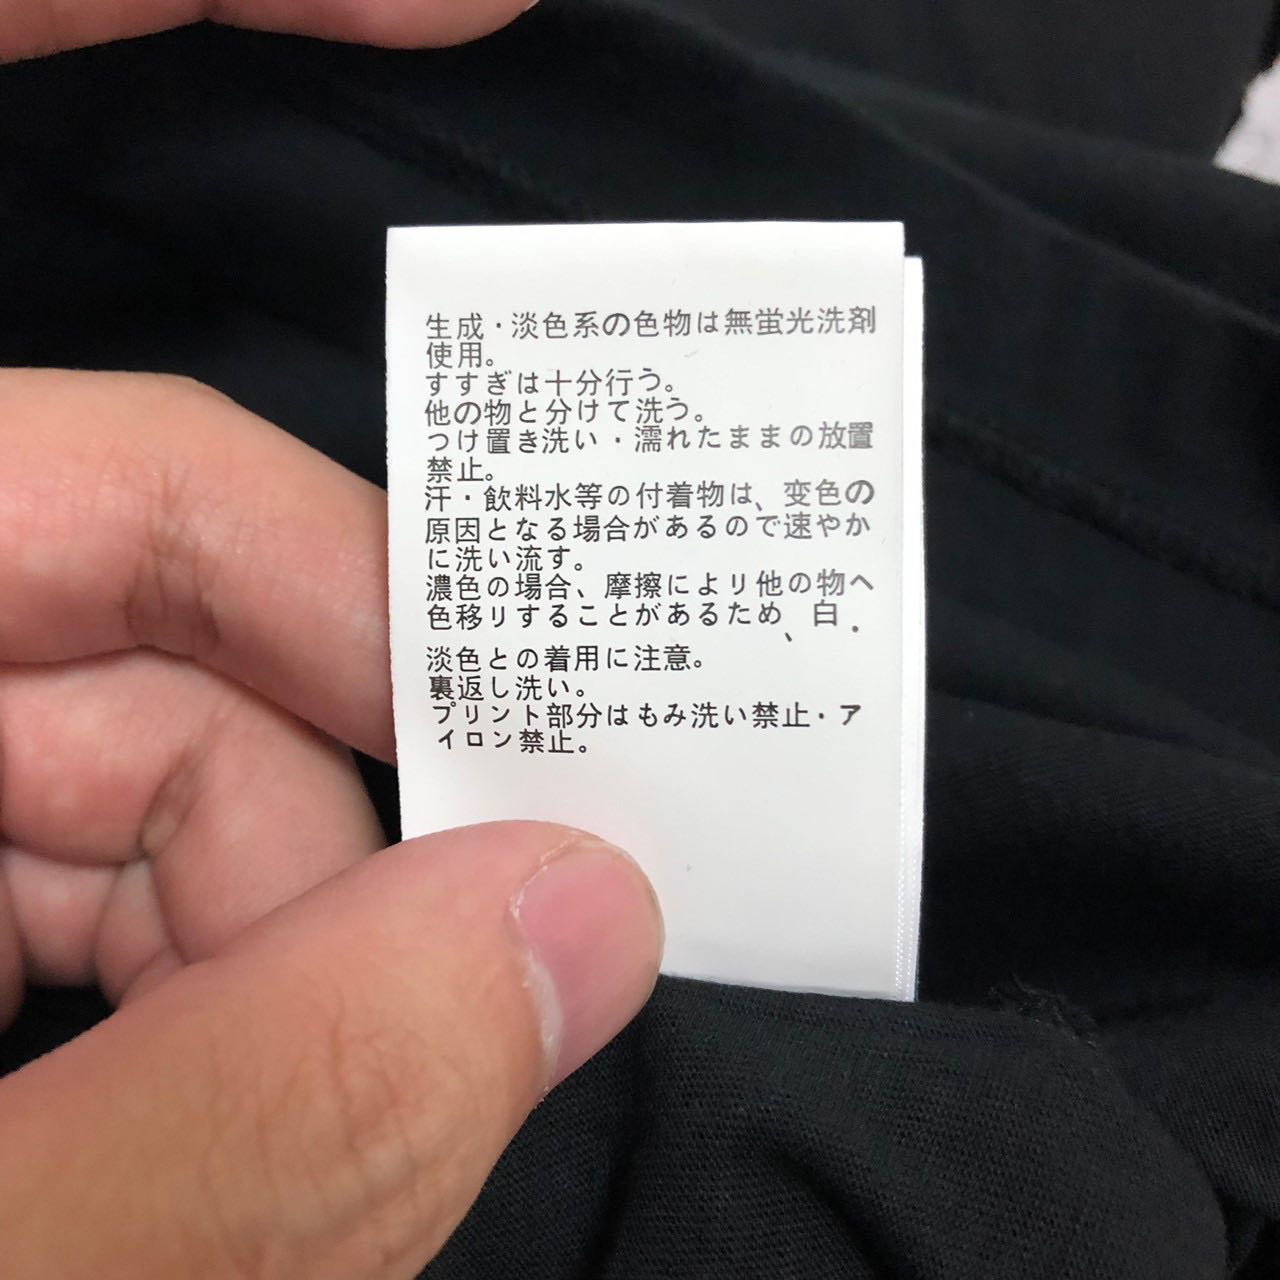 生成・淡色系の色物は無蛍光洗剤
使用。
すすぎは十分行う。
他の物と分けて洗う。
つけ置き洗い・濡れたままの放置
禁止。
汗・飲料水等の付着物は、変色の
原因となる場合があるので速やか
に洗い流す。
濃色の場合、摩擦により他の物へ
色移りすることがあるため、白・
淡色との着用に注意。
裏返し洗い。
プリント部分はもみ洗い禁止・ア
イロン禁止。